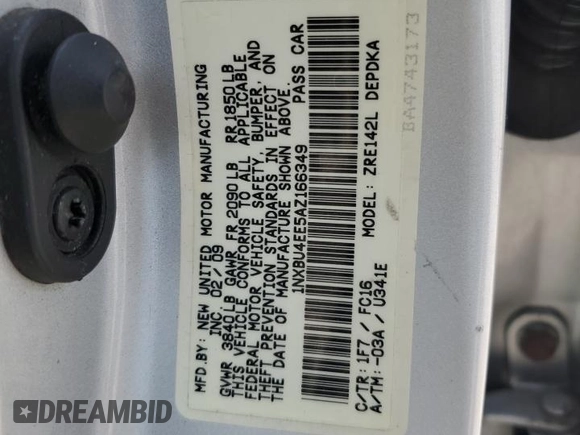 MFD.BY: NEW UNITED MOTOR MANUFACTURING
INC 02/09
GVWR 3840 LB GAWR FR 2090 LB RR 1850 LB
THIS VEHICLE CONFORMS TO ALL APPLICABLE
FEDERAL MOTOR VEHICLE SAFETY, BUMPER, AND
THEFT PREVENTION STANDARDS IN EFFECT ON
THE DATE OF MANUFACTURE SHOWN ABOVE.
1NXBU4EE5AZ166349 PASS CAR
MODEL: ZRE142L DEPDKA
C/TR: 1F7 / FC16
A/TM: -03A / U341E
BA4743173
DREAMBID